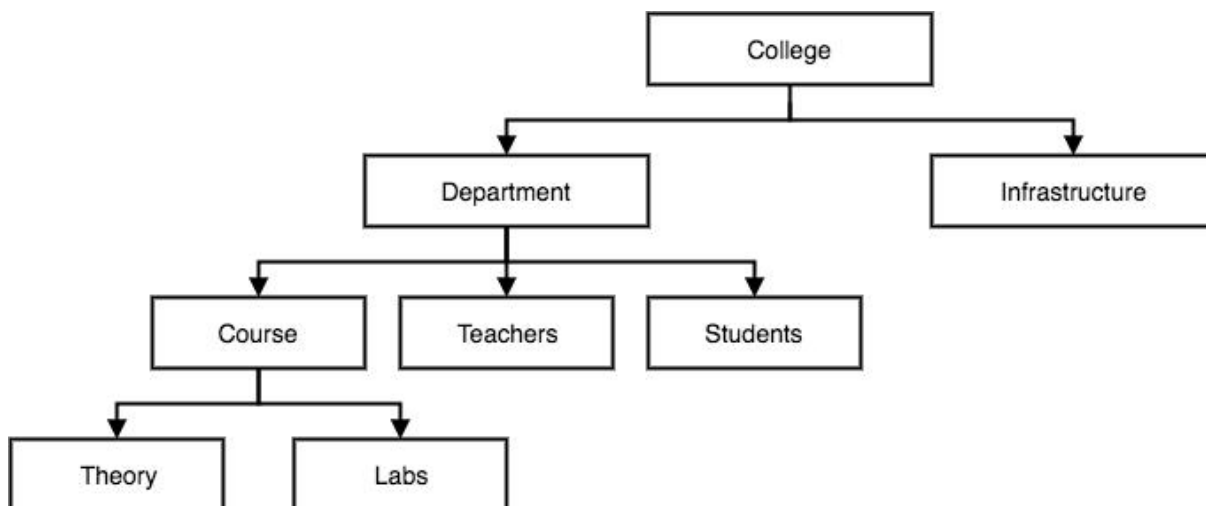 College
Department
Infrastructure
Course
Teachers
Students
Theory
Labs